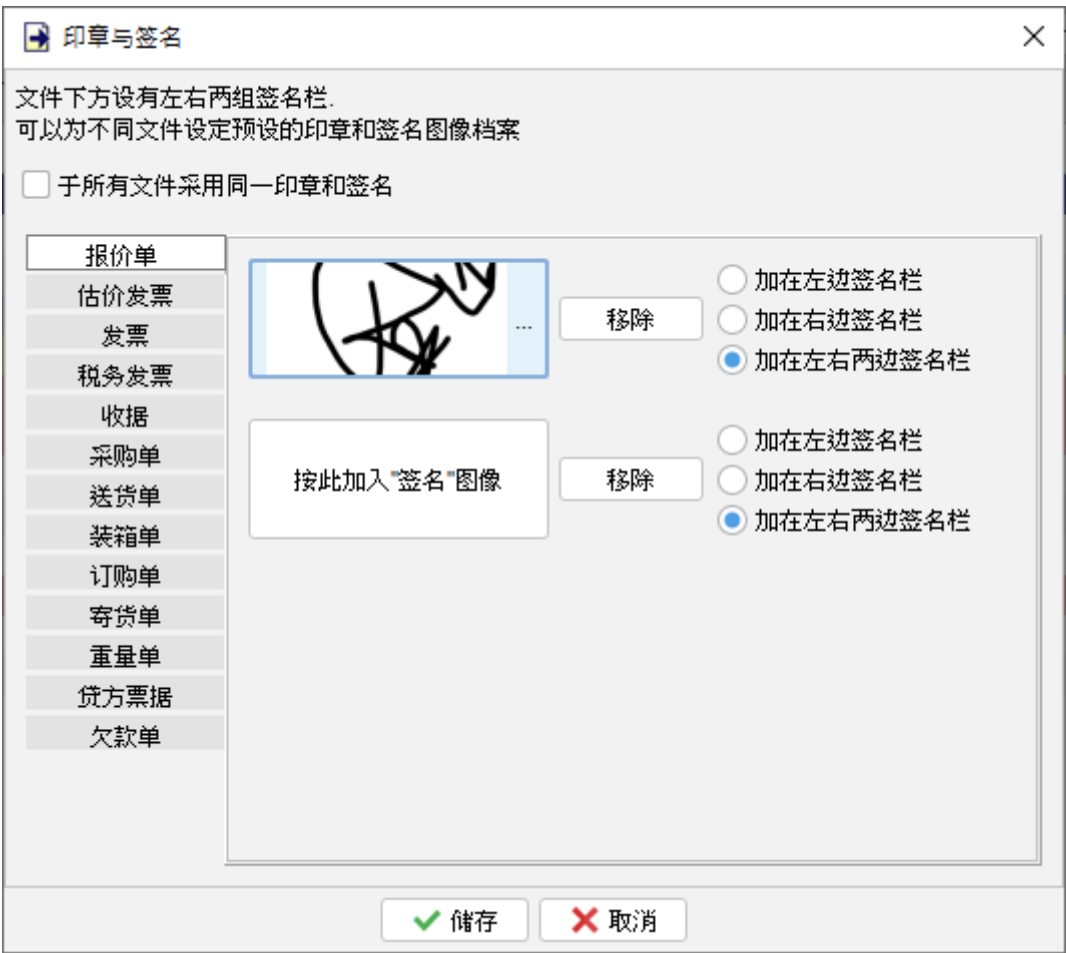 印章与签名
文件下方设有左右两组签名栏.
可以为不同文件设定预设的印章和签名图像档案
于所有文件采用同一印章和签名
报价单
估价发票
发票
税务发票
收据
采购单
送货单
装箱单
订购单
寄货单
重量单
贷方票据
欠款单
...
移除
加在左边签名栏
加在右边签名栏
加在左右两边签名栏
按此加入"签名"图像
移除
加在左边签名栏
加在右边签名栏
加在左右两边签名栏
储存
取消